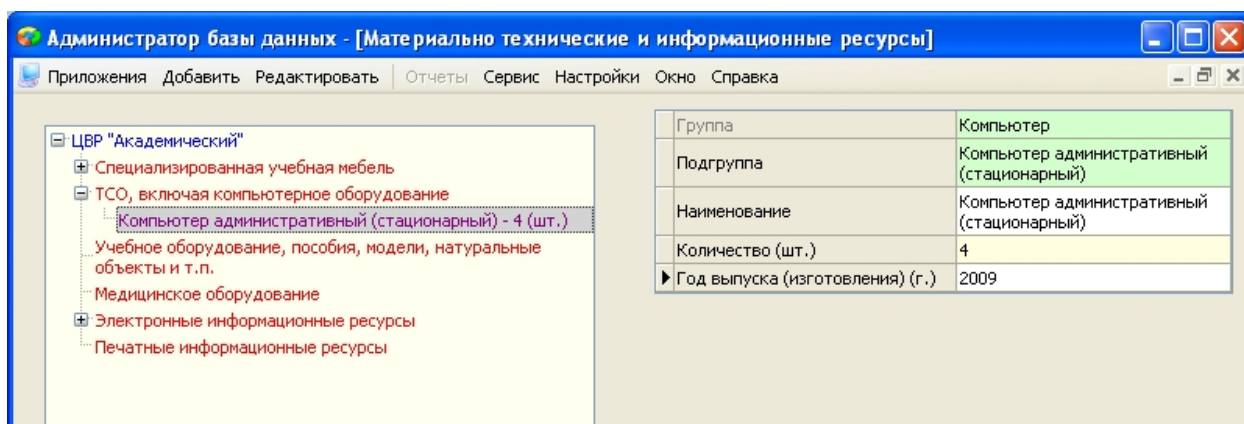 Администратор базы данных - [Материально технические и информационные ресурсы]
Приложения Добавить Редактировать Отчеты Сервис Настройки Окно Справка
ЦВР "Академический"
Специализированная учебная мебель
ТСО, включая компьютерное оборудование
Компьютер административный (стационарный) - 4 (шт.)
Учебное оборудование, пособия, модели, натуральные
объекты и т.п.
Медицинское оборудование
Электронные информационные ресурсы
Печатные информационные ресурсы
Группа Компьютер
Подгруппа Компьютер административный
(стационарный)
Наименование Компьютер административный
(стационарный)
Количество (шт.) 4
Год выпуска (изготовления) (г.) 2009